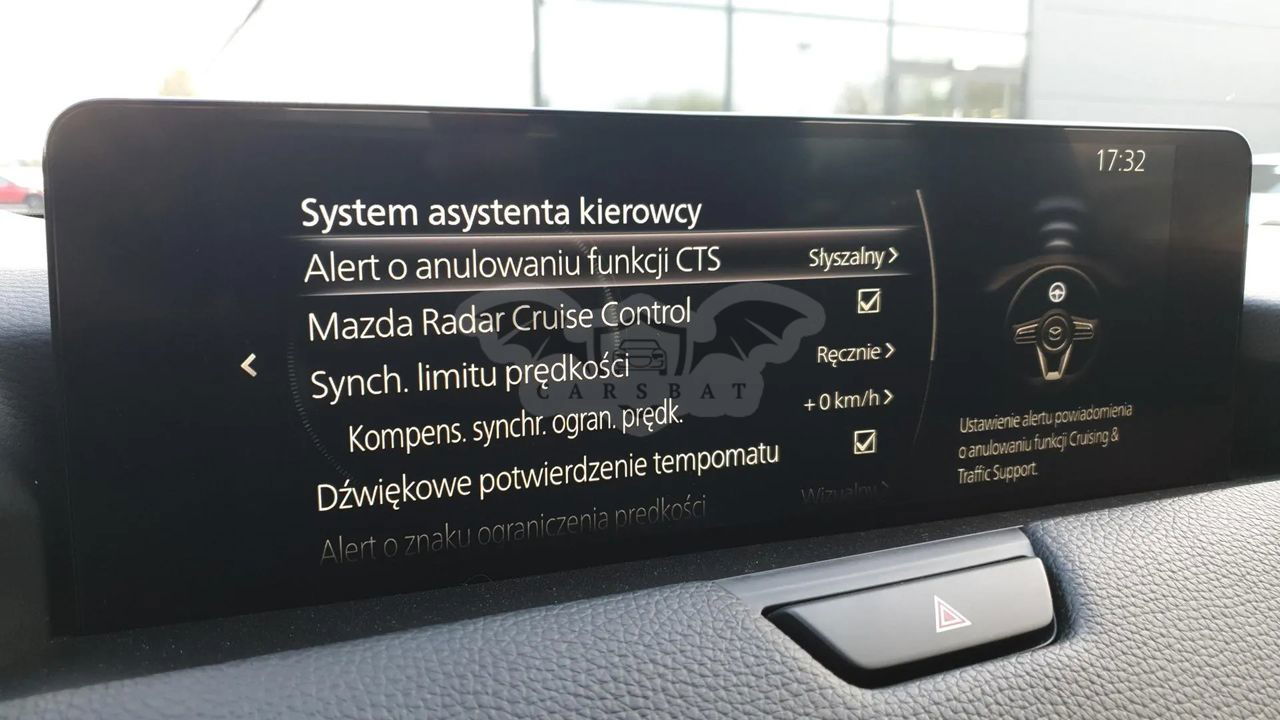 17:32
System asystenta kierowcy
Alert o anulowaniu funkcji CTS Słyszalny
Mazda Radar Cruise Control
Synch. limitu prędkości Ręcznie
Kompens. synchr. ogran. prędk. +0 km/h
Dźwiękowe potwierdzenie tempomatu
Alert o znaku ograniczenia prędkości Wizualny
Ustawienie alertu powiadomienia
o anulowaniu funkcji Cruising &
Traffic Support.
CARSBAT